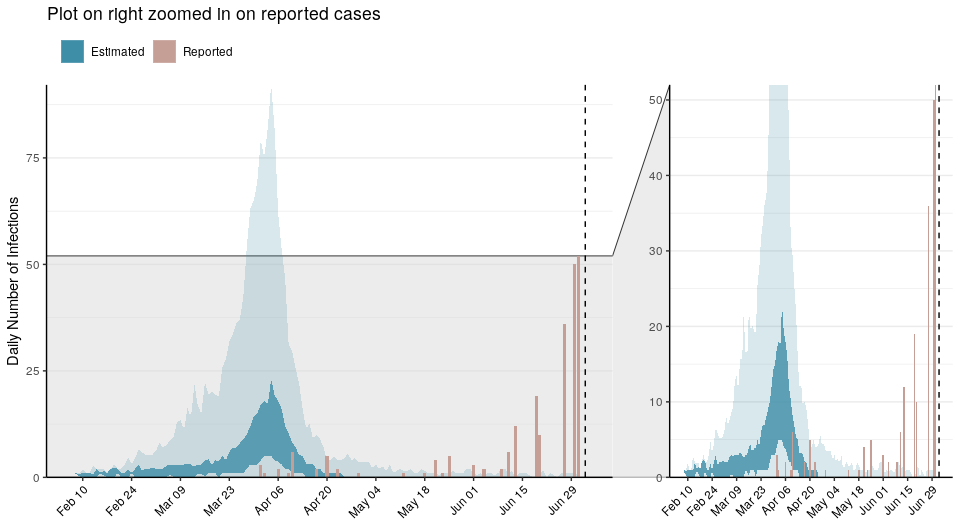 Plot on right zoomed in on reported cases
Estimated Reported
Daily Number of Infections
75
50
25
0
Feb 10 Feb 24 Mar 09 Mar 23 Apr 06 Apr 20 May 04 May 18 Jun 01 Jun 15 Jun 29
50
40
30
20
10
0
Feb 10 Feb 24 Mar 09 Mar 23 Apr 06 Apr 20 May 04 May 18 Jun 01 Jun 15 Jun 29